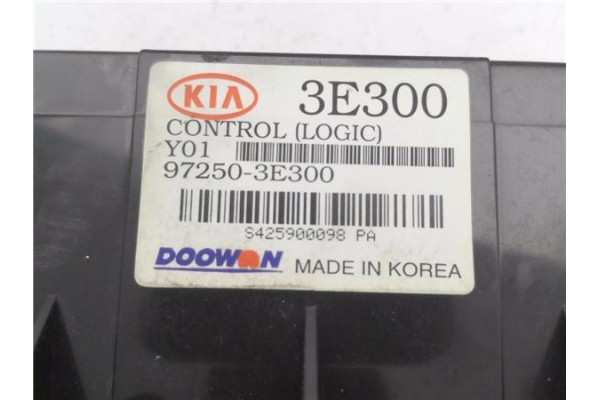 KIA 3E300
CONTROL (LOGIC)
Y01
97250-3E300
S425900098 PA
DOOWON MADE IN KOREA